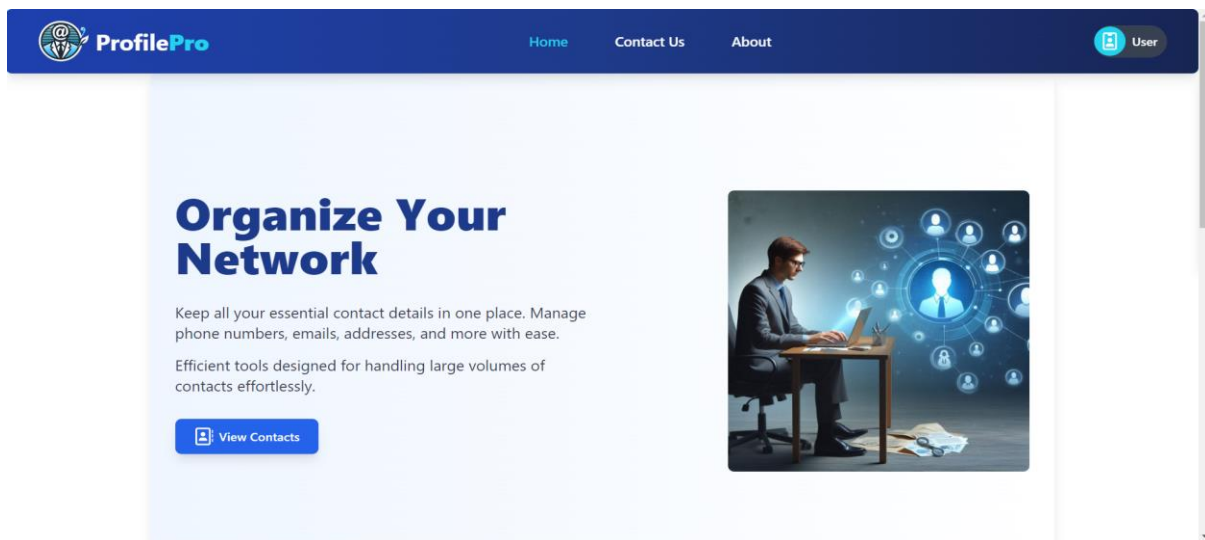 ProfilePro
Home
Contact Us
About
User
Organize Your
Network
Keep all your essential contact details in one place. Manage
phone numbers, emails, addresses, and more with ease.
Efficient tools designed for handling large volumes of
contacts effortlessly.
View Contacts